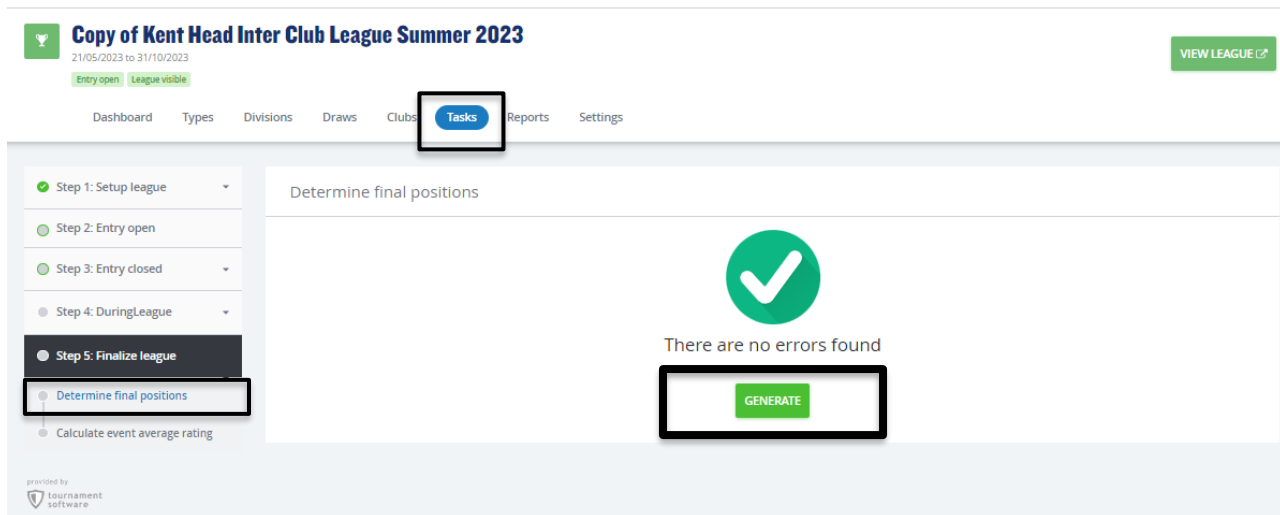 Copy of Kent Head Inter Club League Summer 2023
21/05/2023 to 31/10/2023
Entry open League visible
VIEW LEAGUE
Dashboard Types Divisions Draws Clubs Tasks Reports Settings
Step 1: Setup league
Step 2: Entry open
Step 3: Entry closed
Step 4: DuringLeague
Step 5: Finalize league
Determine final positions
Calculate event average rating
Determine final positions
There are no errors found
GENERATE
provided by
tournament
software